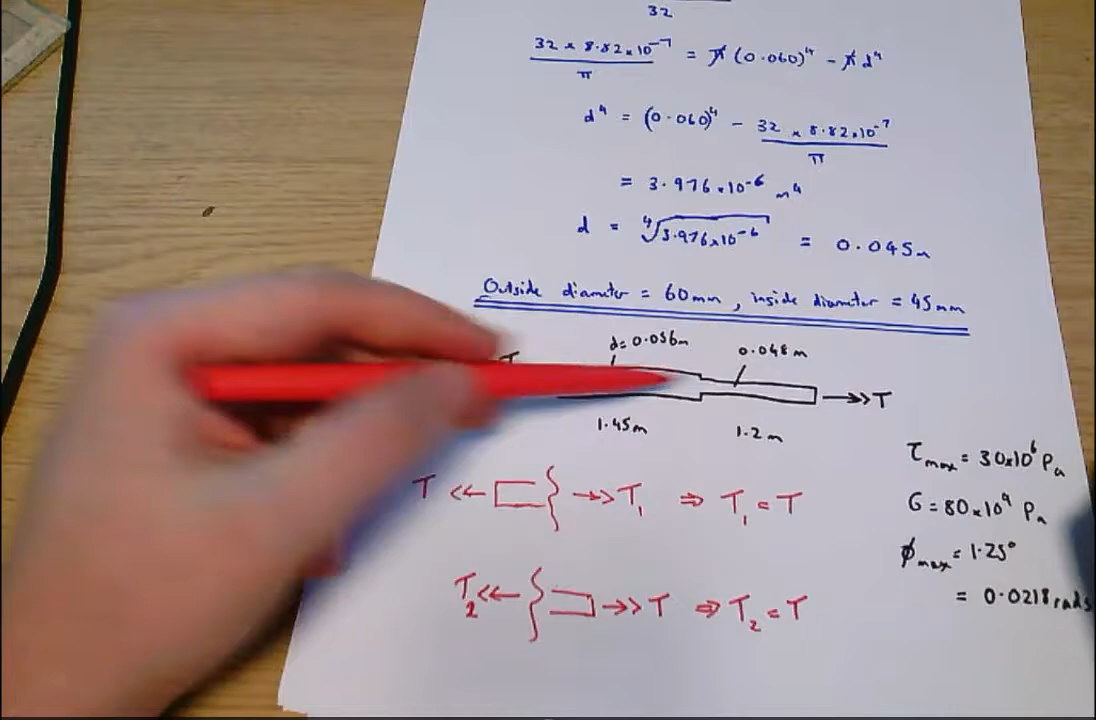 32
32 × 8.82×10⁻⁷ / π = π (0.060)⁴ - π d⁴
d⁴ = (0.060)⁴ - 32 × 8.82×10⁻⁷ / π
= 3.976×10⁻⁶ m⁴
d = ⁴√3.976×10⁻⁶ = 0.045m
Outside diameter = 60mm, inside diameter = 45mm
d=0.056m 0.048m
T
1.45m 1.2m
τmax = 30×10⁶ Pa
T T₁ ⇒ T₁ = T
G = 80×10⁹ Pa
ϕmax = 1.25°
= 0.0218 rads
T₂ T ⇒ T₂ = T